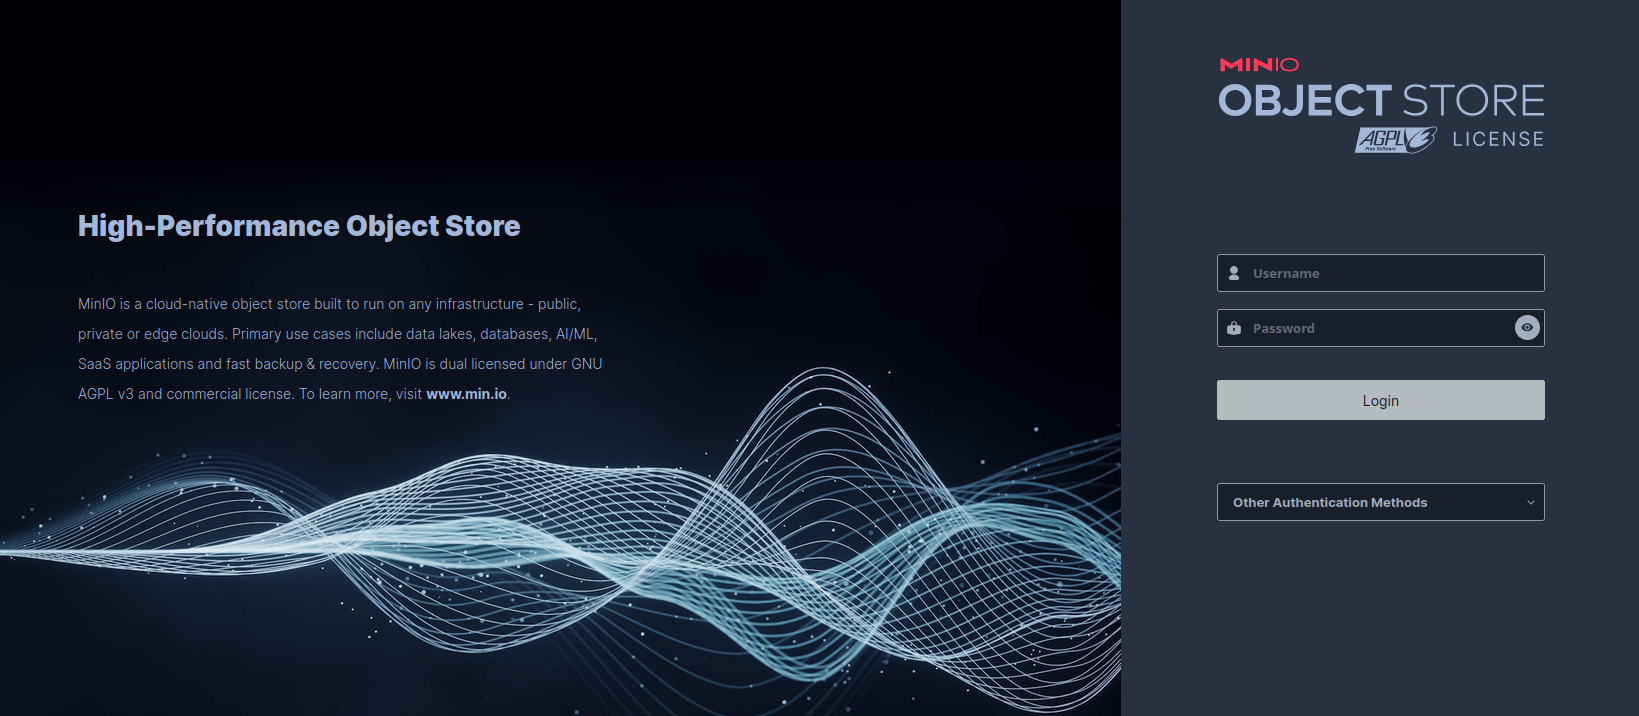 High-Performance Object Store
MinIO is a cloud-native object store built to run on any infrastructure - public,
private or edge clouds. Primary use cases include data lakes, databases, AI/ML,
SaaS applications and fast backup & recovery. MinIO is dual licensed under GNU
AGPL v3 and commercial license. To learn more, visit www.min.io.
MINIO
OBJECT STORE
AGPLv3 LICENSE
Free Software
Username
Password
Login
Other Authentication Methods